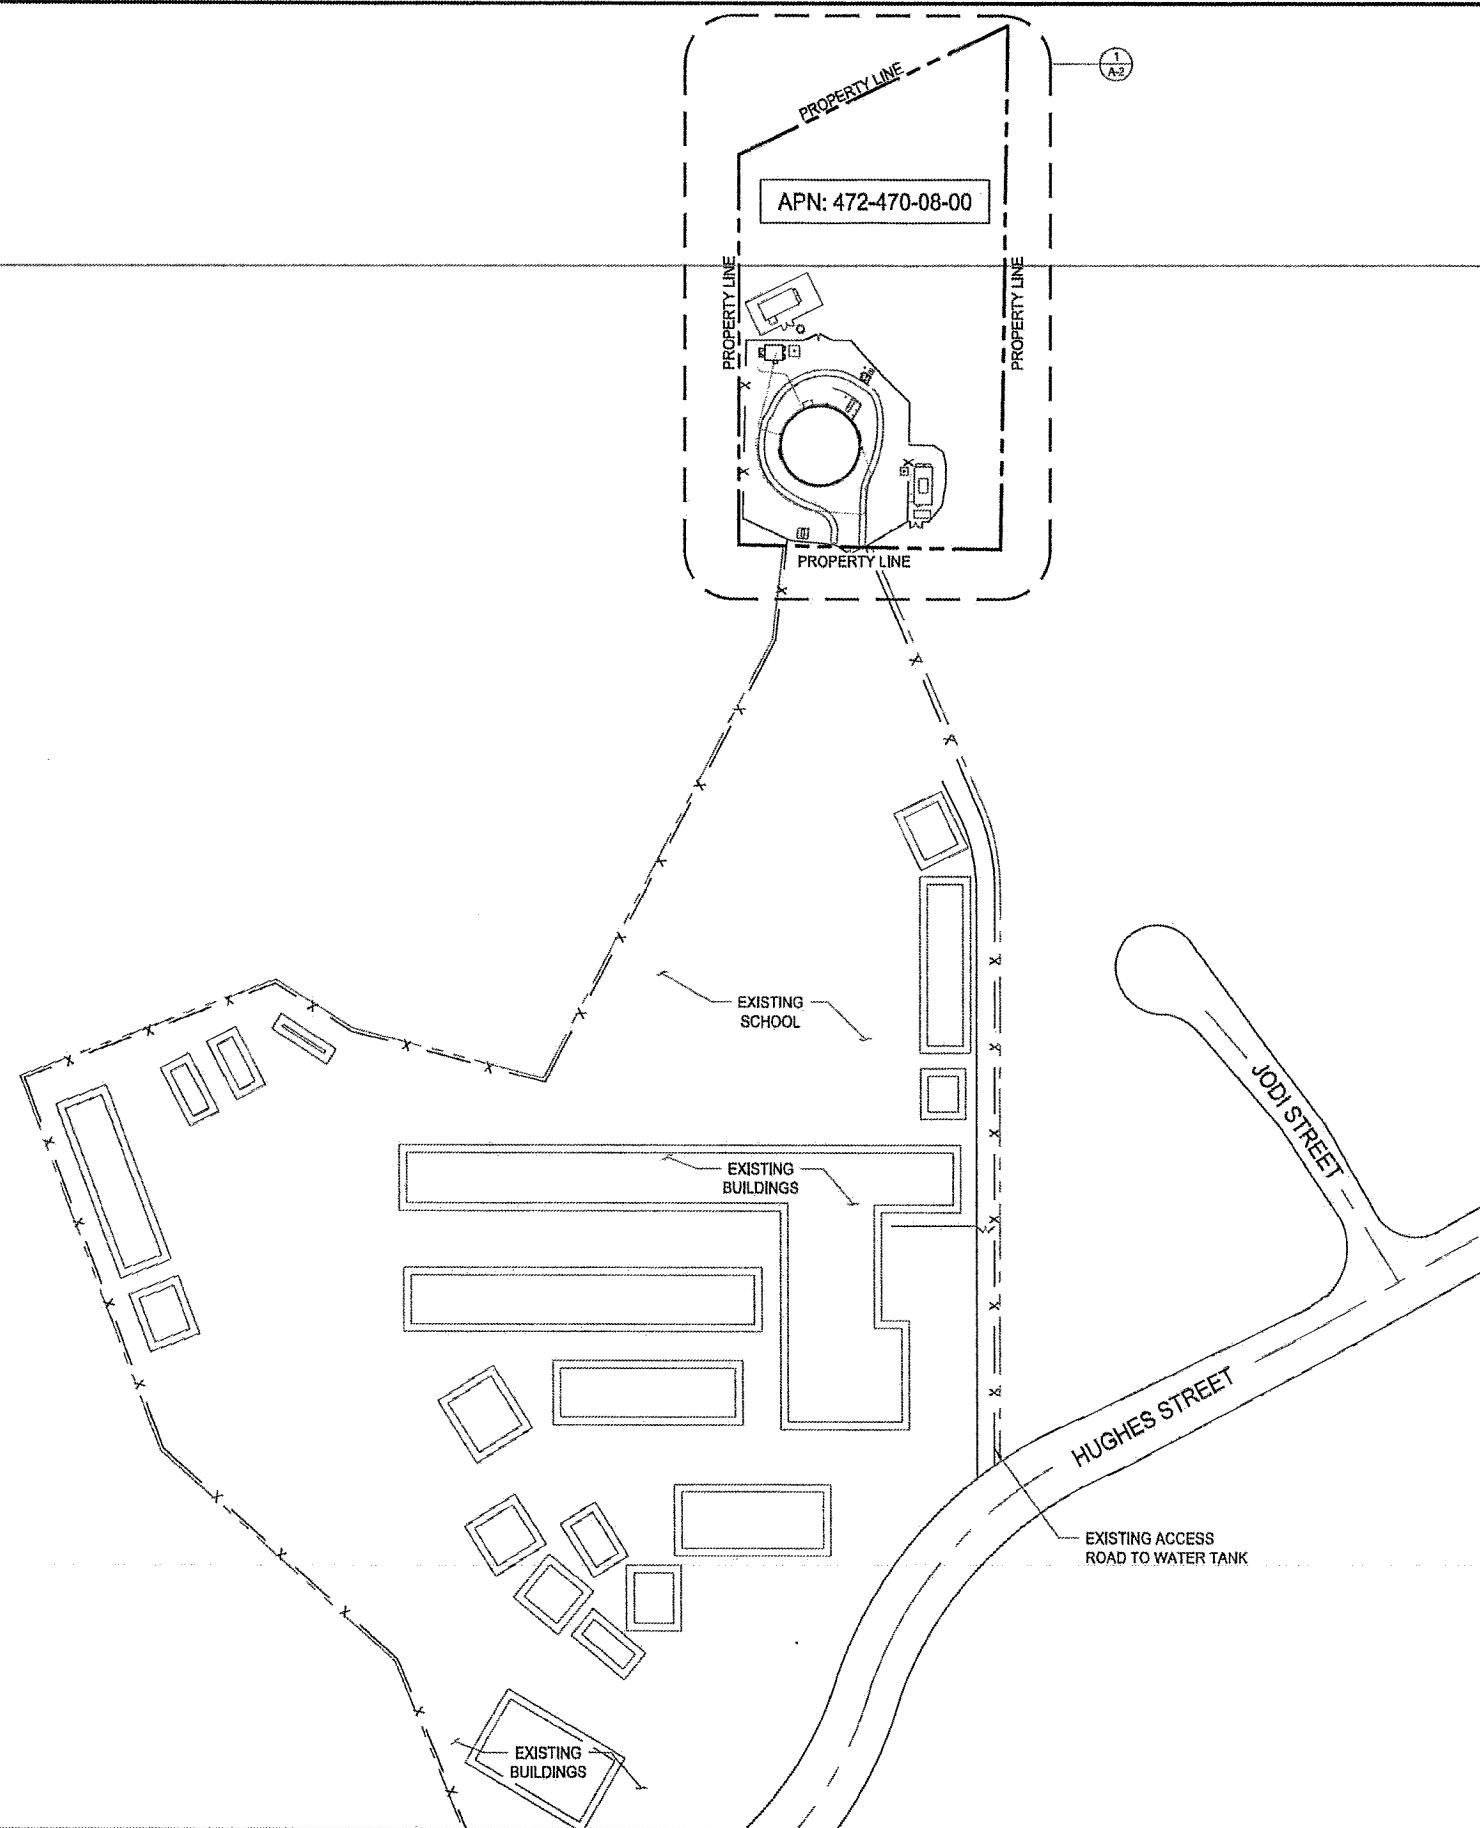 1
A-2
PROPERTY LINE
APN: 472-470-08-00
PROPERTY LINE
PROPERTY LINE
PROPERTY LINE
EXISTING
SCHOOL
JODI STREET
EXISTING
BUILDINGS
HUGHES STREET
EXISTING ACCESS
ROAD TO WATER TANK
EXISTING
BUILDINGS